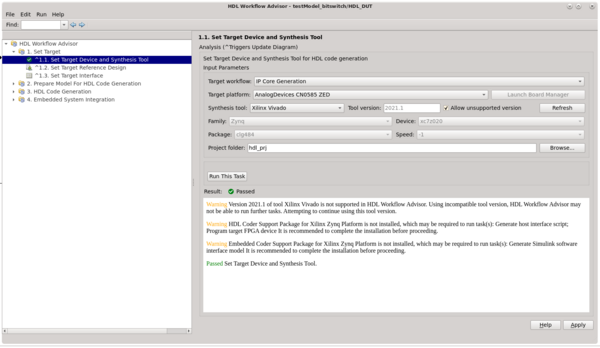 HDL Workflow Advisor - testModel_bitswitch/HDL_DUT
File Edit Run Help
Find:
HDL Workflow Advisor
1. Set Target
^1.1. Set Target Device and Synthesis Tool
^1.2. Set Target Reference Design
^1.3. Set Target Interface
2. Prepare Model For HDL Code Generation
3. HDL Code Generation
4. Embedded System Integration
1.1. Set Target Device and Synthesis Tool
Analysis (^Triggers Update Diagram)
Set Target Device and Synthesis Tool for HDL code generation
Input Parameters
Target workflow: IP Core Generation
Target platform: AnalogDevices CN0585 ZED Launch Board Manager
Synthesis tool: Xilinx Vivado Tool version: 2021.1 Allow unsupported version Refresh
Family: Zynq Device: xc7z020
Package: clg484 Speed: -1
Project folder: hdl_prj Browse...
Run This Task
Result: Passed
Warning Version 2021.1 of tool Xilinx Vivado is not supported in HDL Workflow Advisor. Using incompatible tool version, HDL Workflow Advisor may
not be able to run further tasks. Attempting to continue using this tool version.
Warning HDL Coder Support Package for Xilinx Zynq Platform is not installed, which may be required to run task(s): Generate host interface script;
Program target FPGA device It is recommended to complete the installation before proceeding.
Warning Embedded Coder Support Package for Xilinx Zynq Platform is not installed, which may be required to run task(s): Generate Simulink software
interface model It is recommended to complete the installation before proceeding.
Passed Set Target Device and Synthesis Tool.
Help Apply